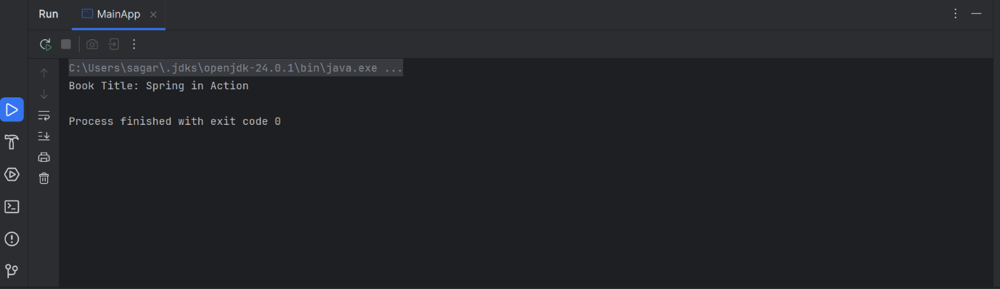 Run MainApp
C:\Users\sagar\.jdks\openjdk-24.0.1\bin\java.exe ...
Book Title: Spring in Action
Process finished with exit code 0